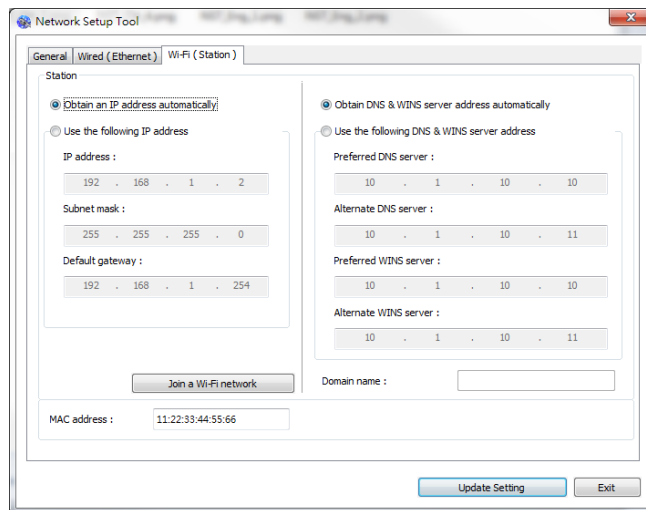 Network Setup Tool
General Wired ( Ethernet ) Wi-Fi ( Station )
Station
Obtain an IP address automatically
Use the following IP address
IP address :
192 . 168 . 1 . 2
Subnet mask :
255 . 255 . 255 . 0
Default gateway :
192 . 168 . 1 . 254
Join a Wi-Fi network
Obtain DNS & WINS server address automatically
Use the following DNS & WINS server address
Preferred DNS server :
10 . 1 . 10 . 10
Alternate DNS server :
10 . 1 . 10 . 11
Preferred WINS server :
10 . 1 . 10 . 10
Alternate WINS server :
10 . 1 . 10 . 11
Domain name :
MAC address : 11:22:33:44:55:66
Update Setting Exit